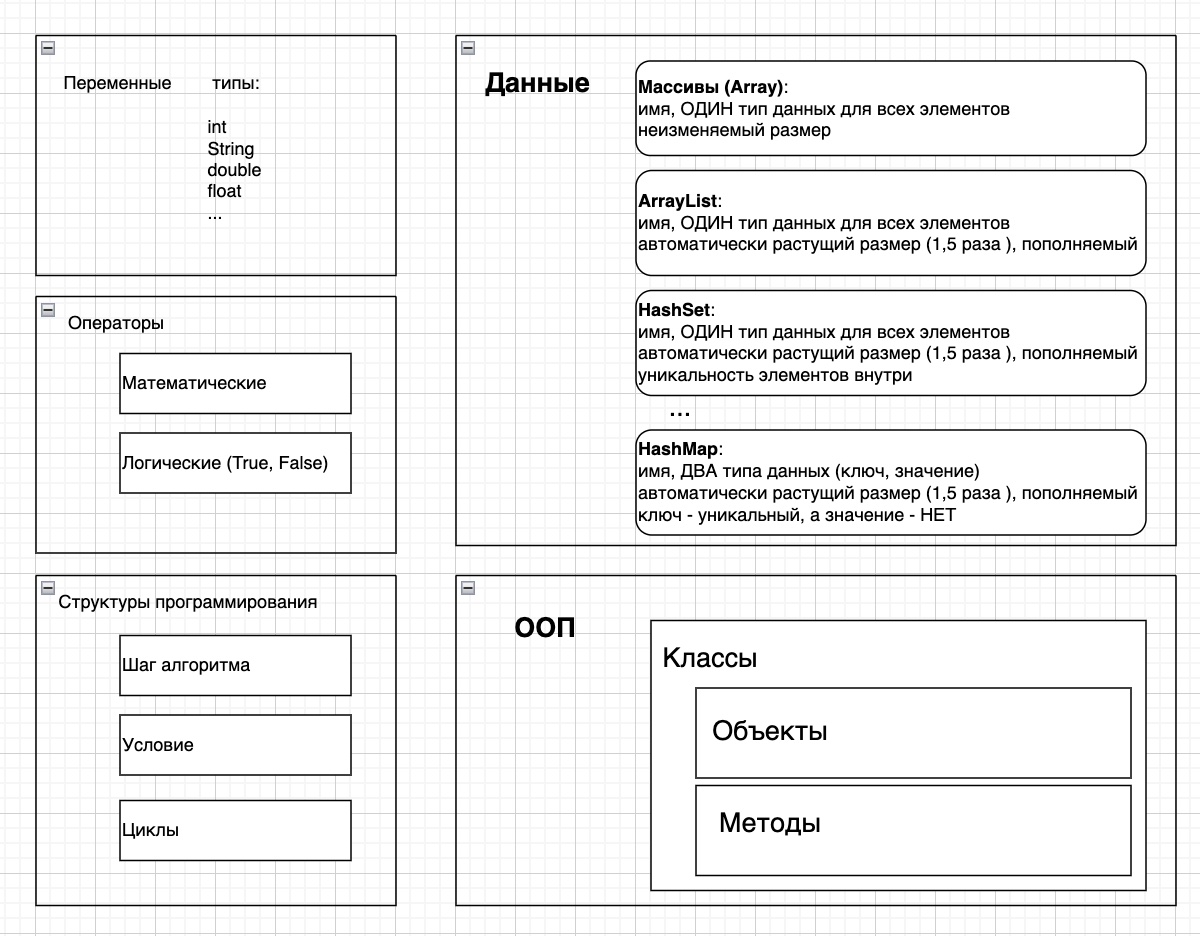 Переменные
типы:
int
String
double
float
...
Операторы
Математические
Логические (True, False)
Структуры программирования
Шаг алгоритма
Условие
Циклы
Данные
Массивы (Array):
имя, ОДИН тип данных для всех элементов
неизменяемый размер
ArrayList:
имя, ОДИН тип данных для всех элементов
автоматически растущий размер (1,5 раза ), пополняемый
HashSet:
имя, ОДИН тип данных для всех элементов
автоматически растущий размер (1,5 раза ), пополняемый
уникальность элементов внутри
...
HashMap:
имя, ДВА типа данных (ключ, значение)
автоматически растущий размер (1,5 раза ), пополняемый
ключ - уникальный, а значение - НЕТ
ООП
Классы
Объекты
Методы